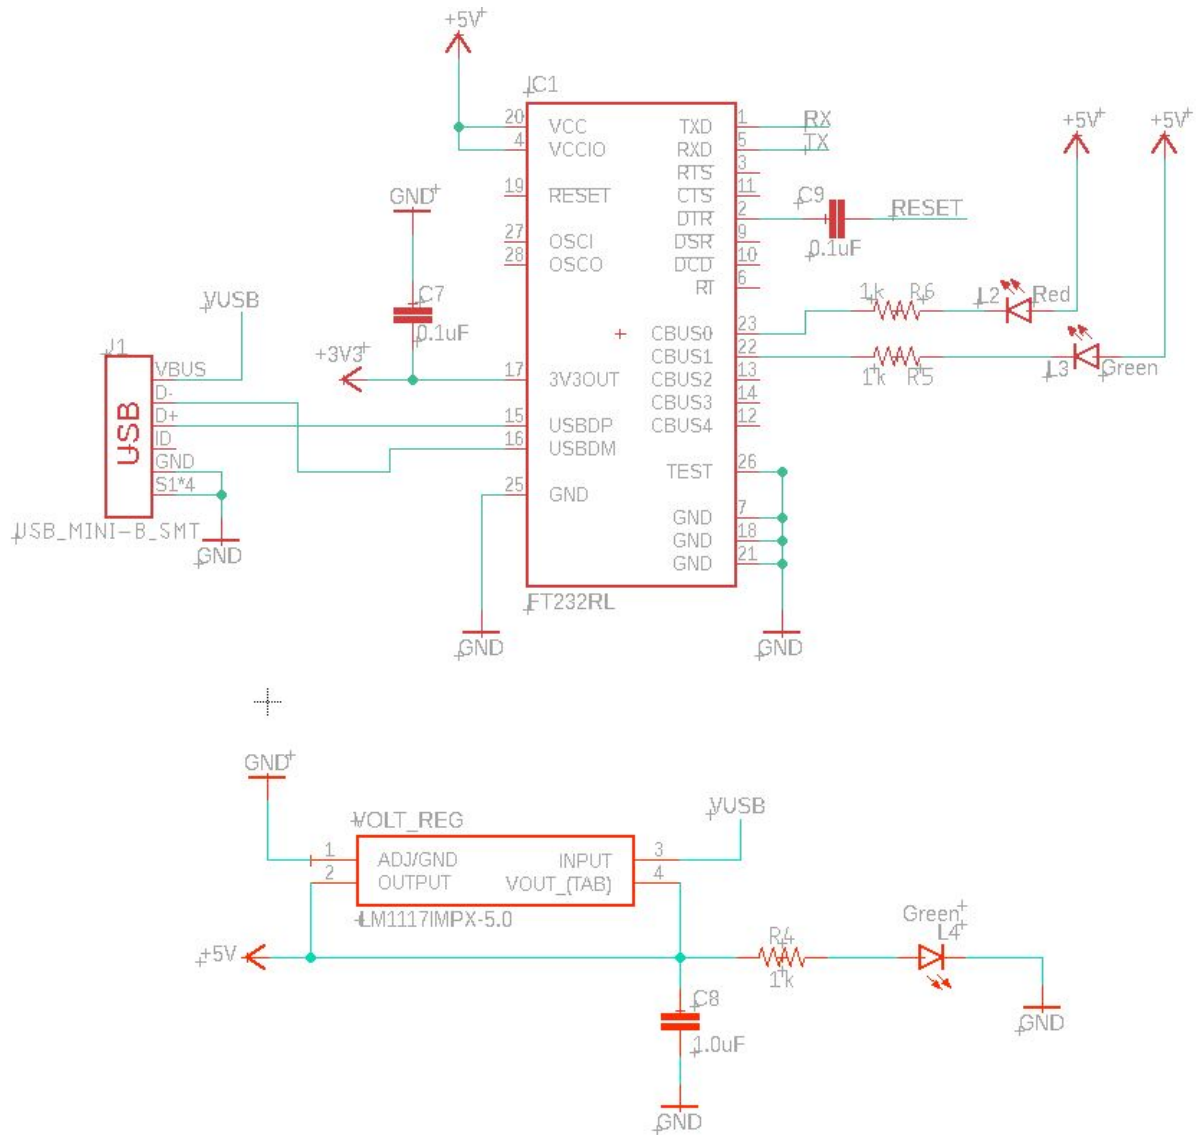 +5V
IC1
20 VCC TXD 1 RX
4 VCCIO RXD 5 TX
RTS 3
19 RESET CTS 11
DTR 2 C9 0.1uF RESET
27 OSCI DSR 9
28 OSCO DCD 10
RI 6
GND
C7
0.1uF
+3V3
17 3V3OUT
15 USBDP
16 USBDM
25 GND
CBUS0 23
CBUS1 22
CBUS2 13
CBUS3 14
CBUS4 12
TEST 26
GND 7
GND 18
GND 21
FT232RL
GND
GND
+5V
+5V
1k R6 L2 Red
1k R5 L3 Green
VUSB
J1
USB
VBUS
D-
D+
ID
GND
S1*4
USB_MINI-B_SMT
GND
GND
VOLT_REG
VUSB
1 ADJ/GND INPUT 3
2 OUTPUT VOUT_(TAB) 4
LM1117IMPX-5.0
+5V
R4
1k
Green
L4
GND
C8
1.0uF
GND